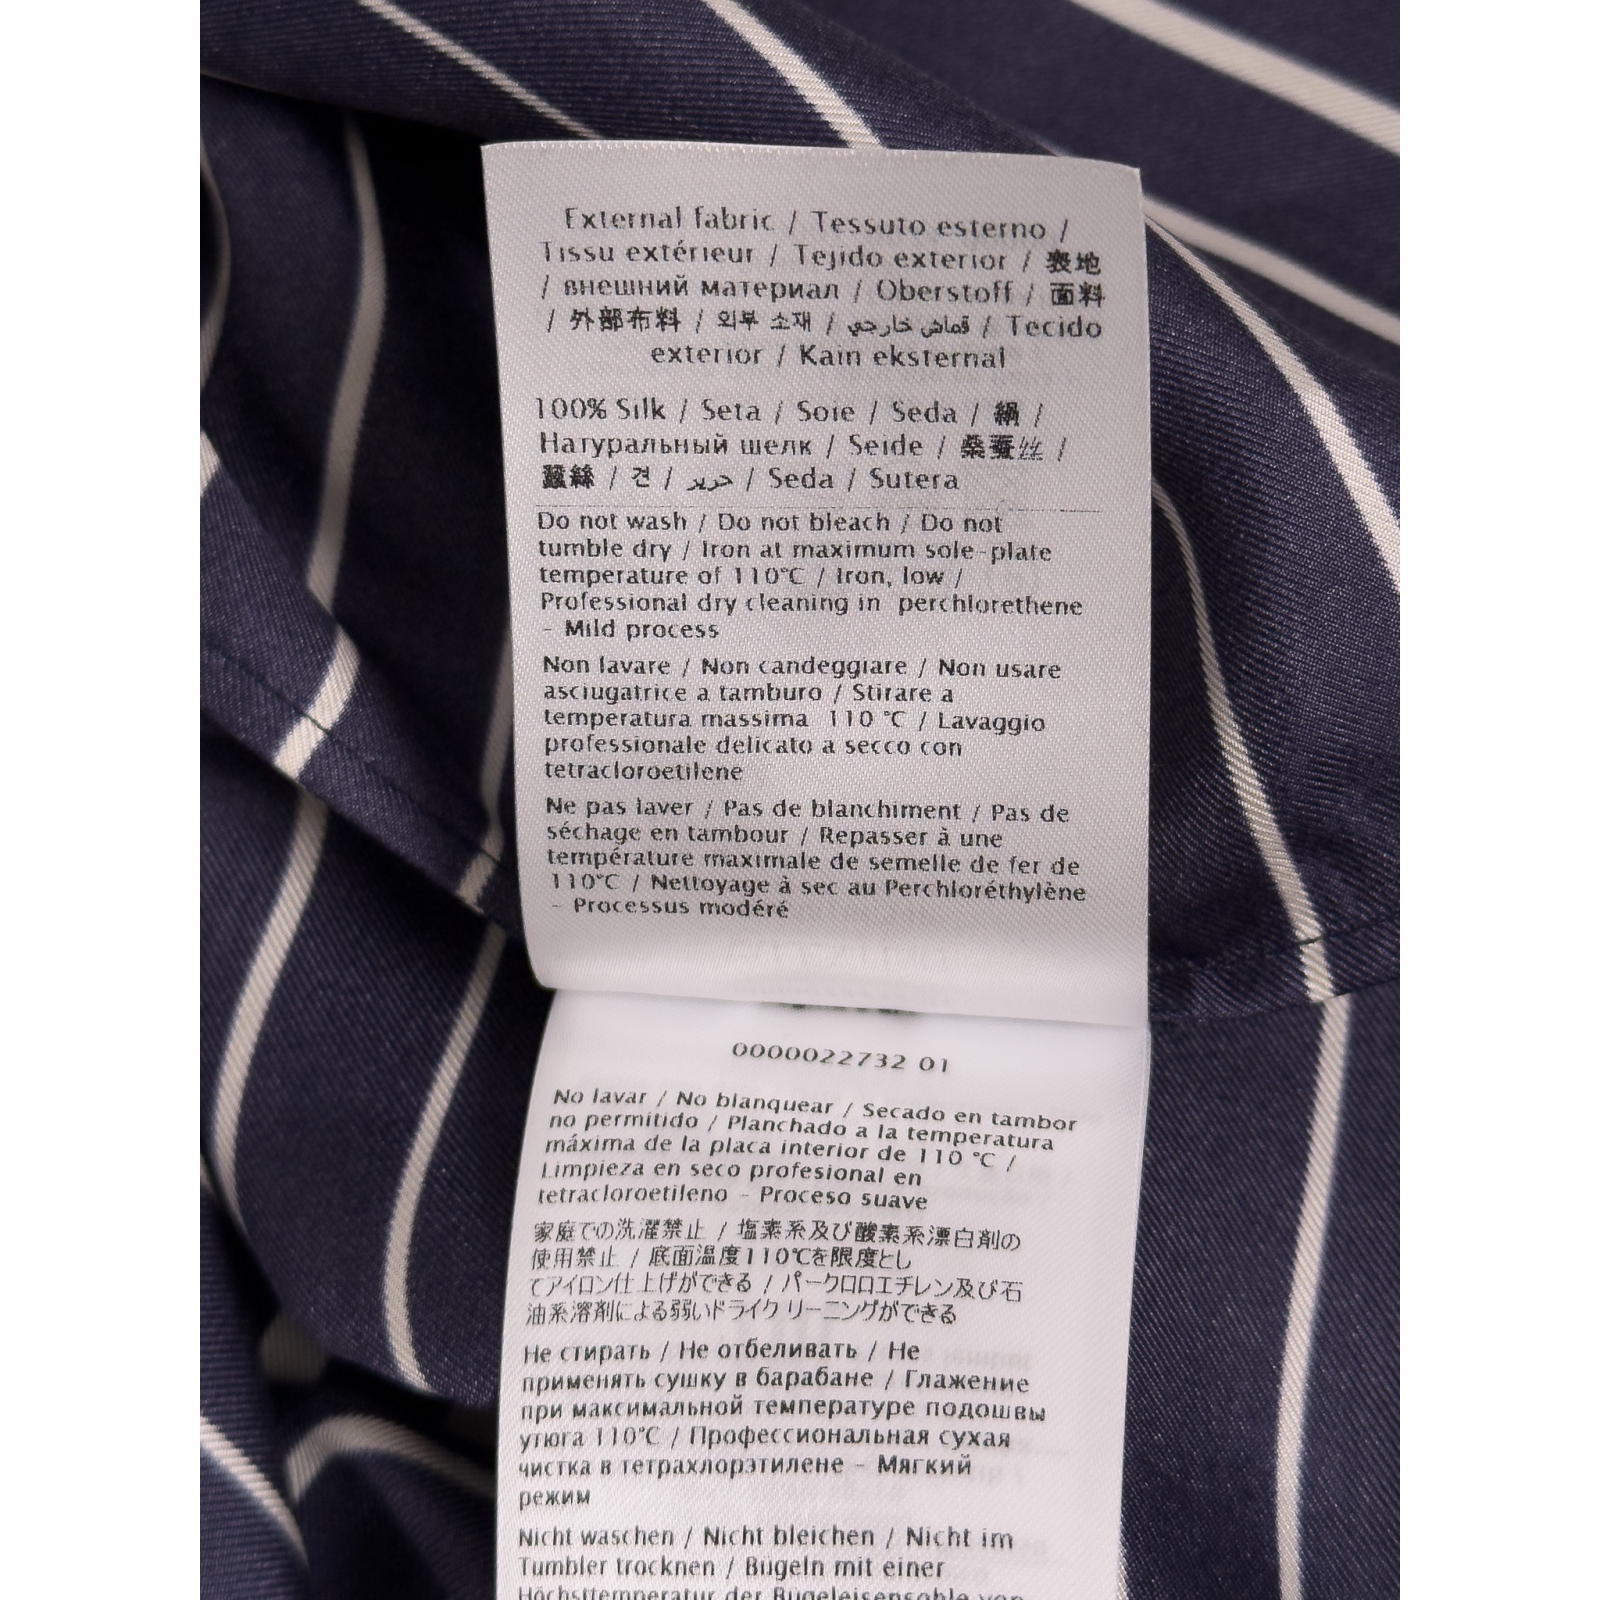 External fabric / Tessuto esterno /
Tissu extérieur / Tejido exterior / 表地
/ внешний материал / Oberstoff / 面料
/ 外部布料 / 외부 소재 / قماش خارجي / Tecido
exterior / Kain eksternal
100% Silk / Seta / Soie / Seda / 絹 /
Натуральный шелк / Seide / 桑蚕丝 /
蠶絲 / 견 / حرير / Seda / Sutera
Do not wash / Do not bleach / Do not
tumble dry / Iron at maximum sole-plate
temperature of 110°C / Iron, low /
Professional dry cleaning in perchlorethene
- Mild process
Non lavare / Non candeggiare / Non usare
asciugatrice a tamburo / Stirare a
temperatura massima 110 °C / Lavaggio
professionale delicato a secco con
tetracloroetilene
Ne pas laver / Pas de blanchiment / Pas de
séchage en tambour / Repasser à une
température maximale de semelle de fer de
110°C / Nettoyage à sec au Perchloréthylène
- Processus modéré
0000022732 01
No lavar / No blanquear / Secado en tambor
no permitido / Planchado a la temperatura
máxima de la placa interior de 110 °C /
Limpieza en seco profesional en
tetracloroetileno - Proceso suave
家庭での洗濯禁止 / 塩素系及び酸素系漂白剤の
使用禁止 / 底面温度110℃を限度とし
てアイロン仕上げができる / パークロロエチレン及び石
油系溶剤による弱いドライクリーニングができる
Не стирать / Не отбеливать / Не
применять сушку в барабане / Глажение
при максимальной температуре подошвы
утюга 110°C / Профессиональная сухая
чистка в тетрахлорэтилене - Мягкий
режим
Nicht waschen / Nicht bleichen / Nicht im
Tumbler trocknen / Bügeln mit einer
Höchsttemperatur der Bügeleisensohle von